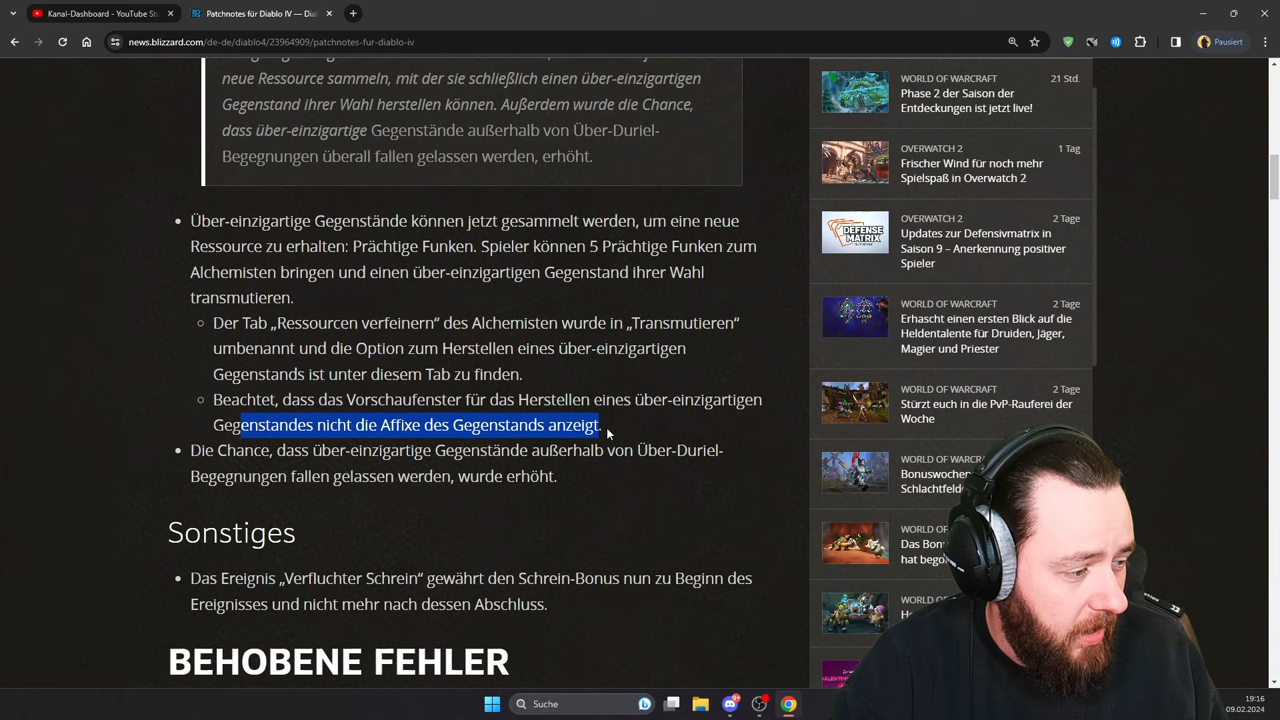 Kanal-Dashboard - YouTube St
Patchnotes für Diablo IV — Diab
news.blizzard.com/de-de/diablo4/23964909/patchnotes-fur-diablo-iv
Pausiert
neue Ressource sammeln, mit der sie schließlich einen über-einzigartigen
Gegenstand ihrer Wahl herstellen können. Außerdem wurde die Chance,
dass über-einzigartige Gegenstände außerhalb von Über-Duriel-
Begegnungen überall fallen gelassen werden, erhöht.
Über-einzigartige Gegenstände können jetzt gesammelt werden, um eine neue
Ressource zu erhalten: Prächtige Funken. Spieler können 5 Prächtige Funken zum
Alchemisten bringen und einen über-einzigartigen Gegenstand ihrer Wahl
transmutieren.
Der Tab „Ressourcen verfeinern“ des Alchemisten wurde in „Transmutieren“
umbenannt und die Option zum Herstellen eines über-einzigartigen
Gegenstands ist unter diesem Tab zu finden.
Beachtet, dass das Vorschaufenster für das Herstellen eines über-einzigartigen
Gegenstandes nicht die Affixe des Gegenstands anzeigt.
Die Chance, dass über-einzigartige Gegenstände außerhalb von Über-Duriel-
Begegnungen fallen gelassen werden, wurde erhöht.
Sonstiges
Das Ereignis „Verfluchter Schrein“ gewährt den Schrein-Bonus nun zu Beginn des
Ereignisses und nicht mehr nach dessen Abschluss.
BEHOBENE FEHLER
WORLD OF WARCRAFT 21 Std.
Phase 2 der Saison der
Entdeckungen ist jetzt live!
OVERWATCH 2 1 Tag
Frischer Wind für noch mehr
Spielspaß in Overwatch 2
DEFENSE
MATRIX
OVERWATCH 2 2 Tage
Updates zur Defensivmatrix in
Saison 9 – Anerkennung positiver
Spieler
WORLD OF WARCRAFT 2 Tage
Erhascht einen ersten Blick auf die
Heldentalente für Druiden, Jäger,
Magier und Priester
WORLD OF WARCRAFT 2 Tage
Stürzt euch in die PvP-Rauferei der
Woche
WORLD OF
Bonuswochen
Schlachtfeld
WORLD OF
Das Bon
hat bego
WORLD OF
Suche
19:16
09.02.2024